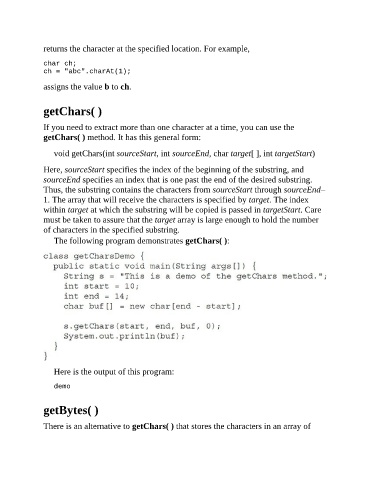 returns the character at the specified location. For example,
char ch;
ch = "abc".charAt(1);
assigns the value b to ch.
getChars( )
If you need to extract more than one character at a time, you can use the
getChars( ) method. It has this general form:
void getChars(int sourceStart, int sourceEnd, char target[ ], int targetStart)
Here, sourceStart specifies the index of the beginning of the substring, and
sourceEnd specifies an index that is one past the end of the desired substring.
Thus, the substring contains the characters from sourceStart through sourceEnd–
1. The array that will receive the characters is specified by target. The index
within target at which the substring will be copied is passed in targetStart. Care
must be taken to assure that the target array is large enough to hold the number
of characters in the specified substring.
The following program demonstrates getChars( ):
class getCharsDemo {
  public static void main(String args[]) {
    String s = "This is a demo of the getChars method.";
    int start = 10;
    int end = 14;
    char buf[] = new char[end - start];

    s.getChars(start, end, buf, 0);
    System.out.println(buf);
  }
}
Here is the output of this program:
demo
getBytes( )
There is an alternative to getChars( ) that stores the characters in an array of